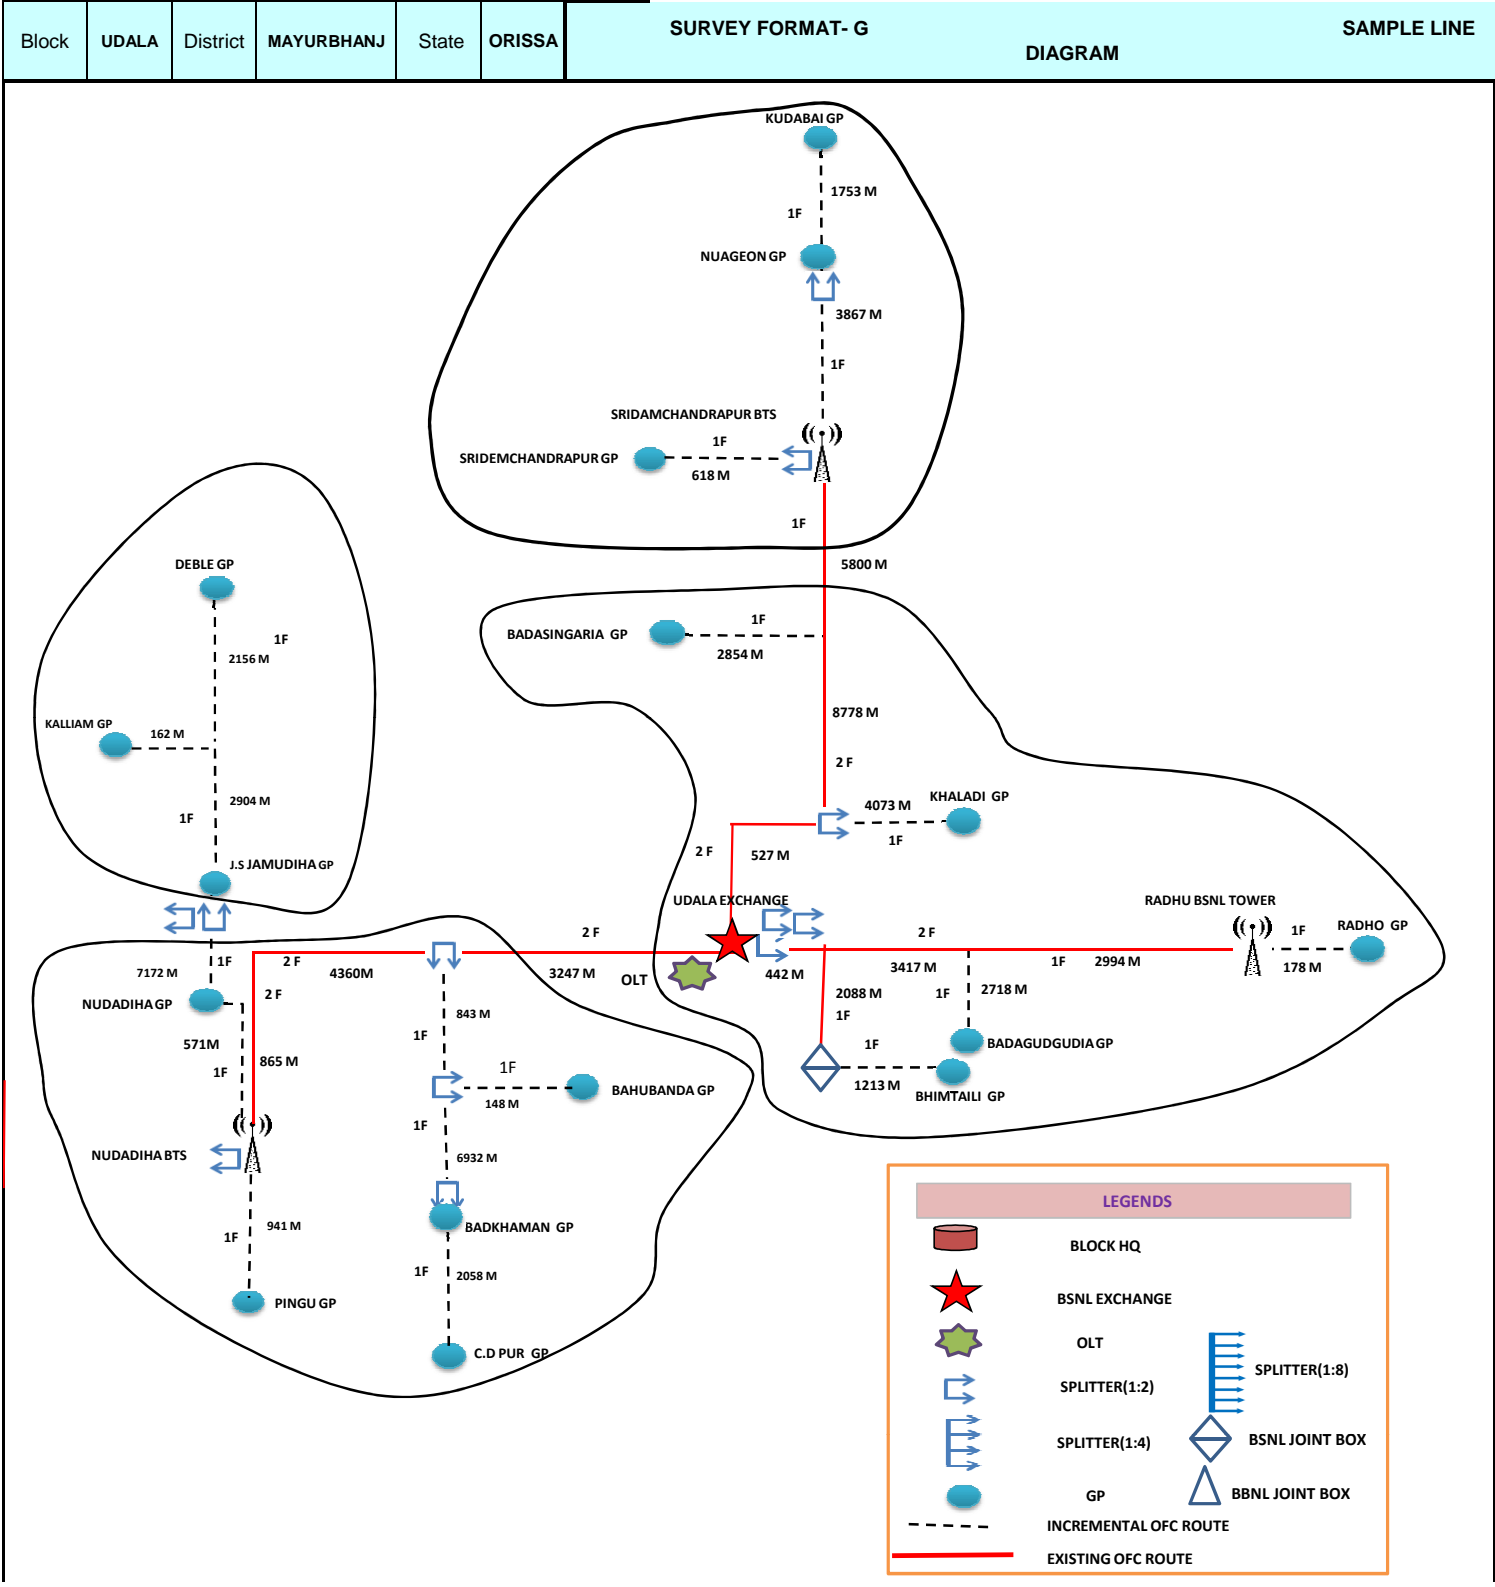 Block UDALA District MAYURBHANJ State ORISSA SURVEY FORMAT- G SAMPLE LINE
DIAGRAM
KUDABAI GP
1753 M
1F
NUAGEON GP
3867 M
1F
SRIDAMCHANDRAPUR BTS
1F
SRIDEMCHANDRAPUR GP
618 M
1F
5800 M
DEBLE GP
1F
2156 M
KALLIAM GP
162 M
2904 M
1F
J.S JAMUDIHA GP
BADASINGARIA GP
1F
2854 M
8778 M
2 F
KHALADI GP
4073 M
1F
2 F
527 M
UDALA EXCHANGE
RADHU BSNL TOWER
RADHO GP
1F
178 M
2 F
3417 M
1F
2994 M
442 M
2088 M
1F
1F
2718 M
BADAGUDGUDIA GP
1F
1213 M
BHIMTAILI GP
OLT
2 F
3247 M
2 F
4360M
7172 M
1F
2 F
NUDADIHA GP
571M
865 M
1F
NUDADIHA BTS
941 M
1F
PINGU GP
843 M
1F
1F
148 M
BAHUBANDA GP
1F
6932 M
BADKHAMAN GP
1F
2058 M
C.D PUR GP
LEGENDS
BLOCK HQ
BSNL EXCHANGE
OLT
SPLITTER(1:8)
SPLITTER(1:2)
SPLITTER(1:4)
BSNL JOINT BOX
GP
BBNL JOINT BOX
INCREMENTAL OFC ROUTE
EXISTING OFC ROUTE